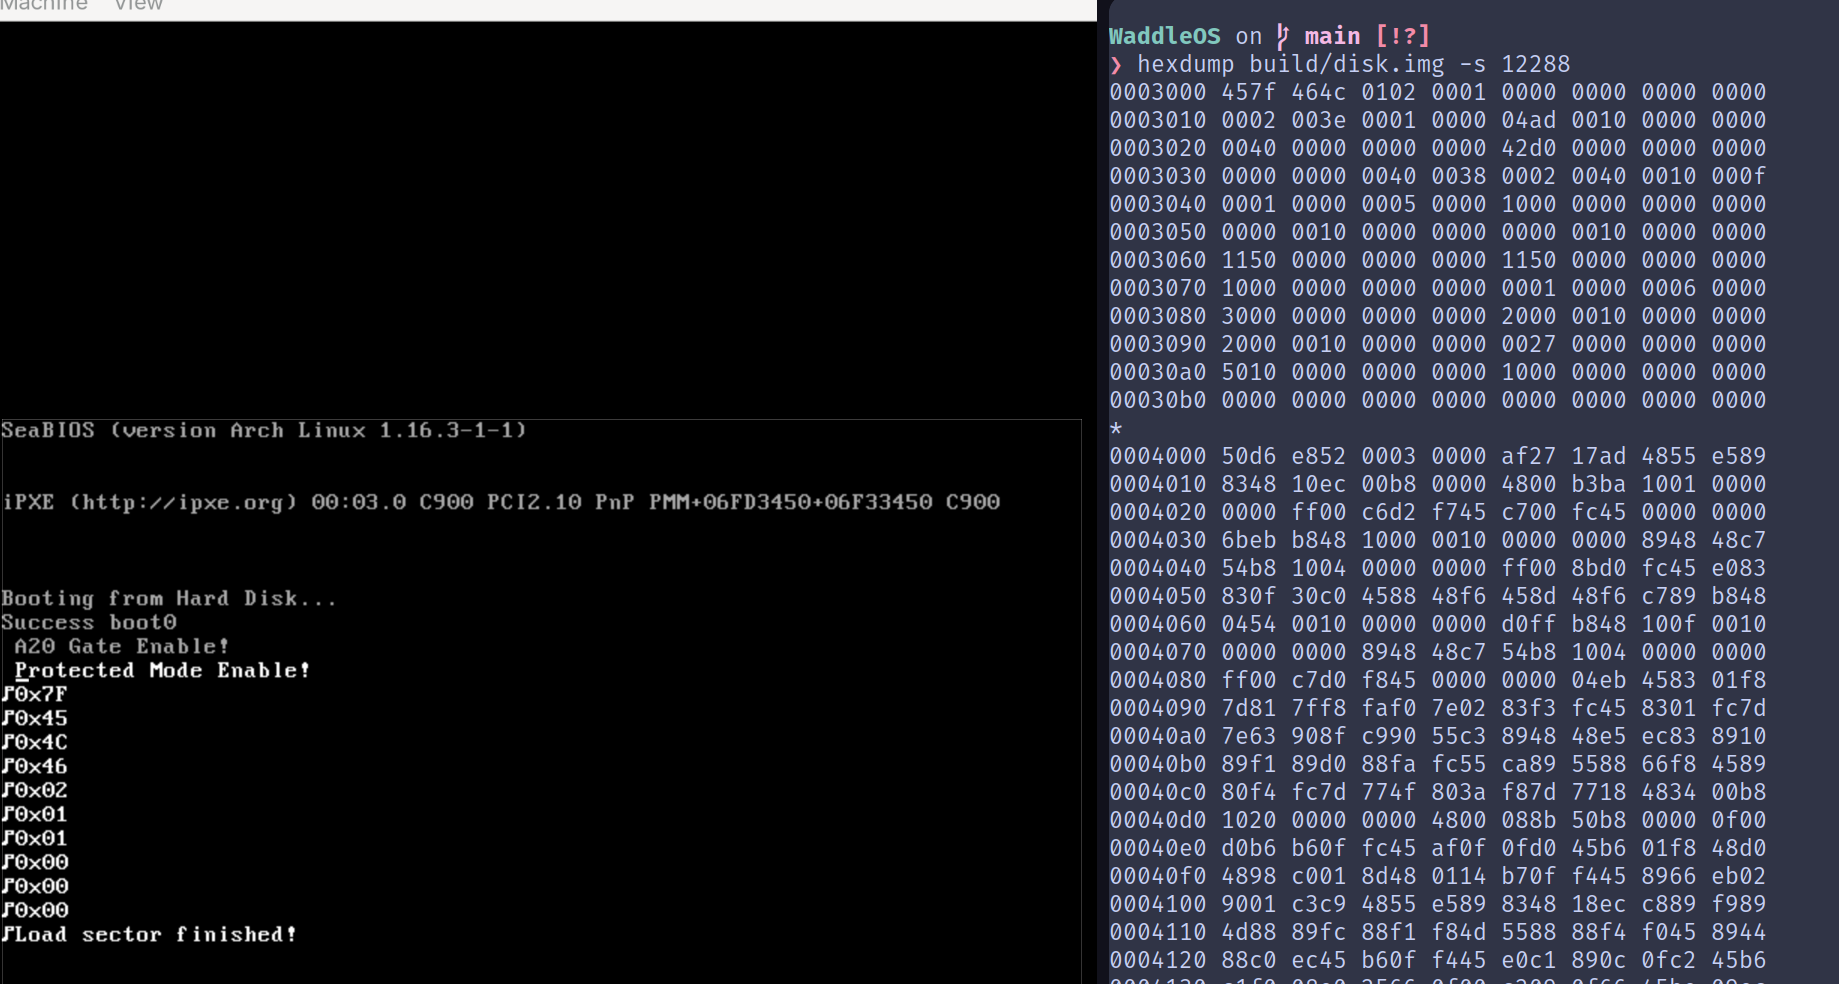 Machine View
SeaBIOS (version Arch Linux 1.16.3-1-1)
iPXE (http://ipxe.org) 00:03.0 C900 PCI2.10 PnP PMM+06FD3450+06F33450 C900
Booting from Hard Disk...
Success boot0
A20 Gate Enable!
Protected Mode Enable!
♪0x7F
♪0x45
♪0x4C
♪0x46
♪0x02
♪0x01
♪0x01
♪0x00
♪0x00
♪0x00
♪Load sector finished!
WaddleOS on main [!?]
❯ hexdump build/disk.img -s 12288
0003000 457f 464c 0102 0001 0000 0000 0000 0000
0003010 0002 003e 0001 0000 04ad 0010 0000 0000
0003020 0040 0000 0000 0000 42d0 0000 0000 0000
0003030 0000 0000 0040 0038 0002 0040 0010 000f
0003040 0001 0000 0005 0000 1000 0000 0000 0000
0003050 0000 0010 0000 0000 0000 0010 0000 0000
0003060 1150 0000 0000 0000 1150 0000 0000 0000
0003070 1000 0000 0000 0000 0001 0000 0006 0000
0003080 3000 0000 0000 0000 2000 0010 0000 0000
0003090 2000 0010 0000 0000 0027 0000 0000 0000
00030a0 5010 0000 0000 0000 1000 0000 0000 0000
00030b0 0000 0000 0000 0000 0000 0000 0000 0000
*
0004000 50d6 e852 0003 0000 af27 17ad 4855 e589
0004010 8348 10ec 00b8 0000 4800 b3ba 1001 0000
0004020 0000 ff00 c6d2 f745 c700 fc45 0000 0000
0004030 6beb b848 1000 0010 0000 0000 8948 48c7
0004040 54b8 1004 0000 0000 ff00 8bd0 fc45 e083
0004050 830f 30c0 4588 48f6 458d 48f6 c789 b848
0004060 0454 0010 0000 0000 d0ff b848 100f 0010
0004070 0000 0000 8948 48c7 54b8 1004 0000 0000
0004080 ff00 c7d0 f845 0000 0000 04eb 4583 01f8
0004090 7d81 7ff8 faf0 7e02 83f3 fc45 8301 fc7d
00040a0 7e63 908f c990 55c3 8948 48e5 ec83 8910
00040b0 89f1 89d0 88fa fc55 ca89 5588 66f8 4589
00040c0 80f4 fc7d 774f 803a f87d 7718 4834 00b8
00040d0 1020 0000 0000 4800 088b 50b8 0000 0f00
00040e0 d0b6 b60f fc45 af0f 0fd0 45b6 01f8 48d0
00040f0 4898 c001 8d48 0114 b70f f445 8966 eb02
0004100 9001 c3c9 4855 e589 8348 18ec c889 f989
0004110 4d88 89fc 88f1 f84d 5588 88f4 f045 8944
0004120 88c0 ec45 b60f f445 e0c1 890c 0fc2 45b6